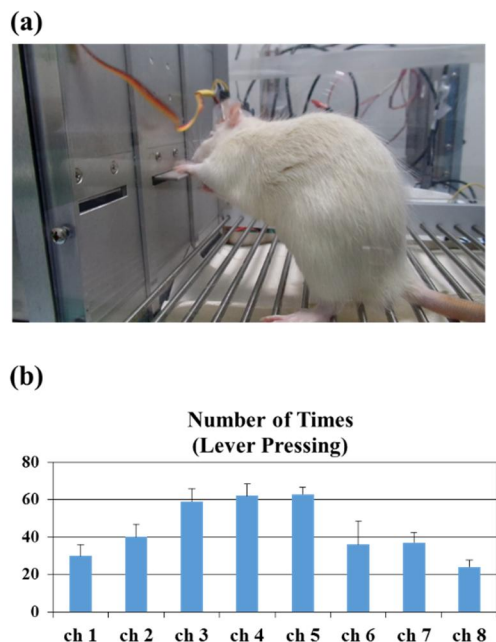 (a)
(b)
Number of Times
(Lever Pressing)
80
60
40
20
0
ch 1 ch 2 ch 3 ch 4 ch 5 ch 6 ch 7 ch 8